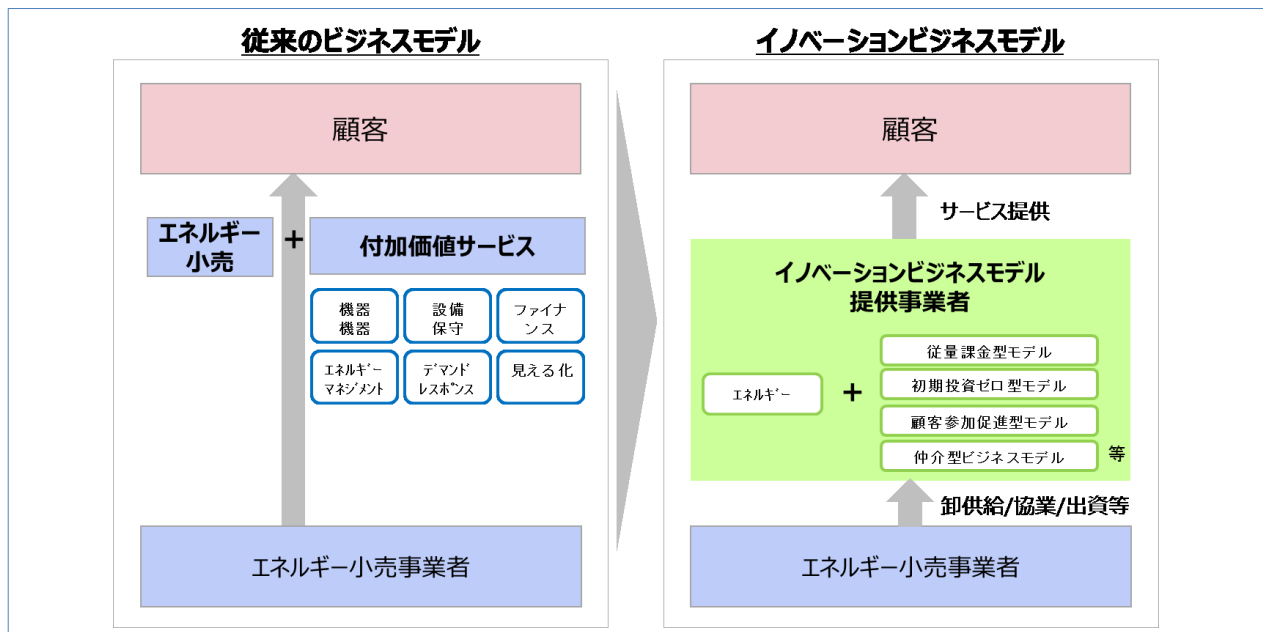 従来のビジネスモデル
顧客
エネルギー
小売
+
付加価値サービス
機器
機器
設備
保守
ファイナ
ンス
エネルギー
マネジメント
デマンド
レスポンス
見える化
エネルギー小売事業者
イノベーションビジネスモデル
顧客
サービス提供
イノベーションビジネスモデル
提供事業者
エネルギー
+
従量課金型モデル
初期投資ゼロ型モデル
顧客参加促進型モデル
仲介型ビジネスモデル
等
卸供給/協業/出資等
エネルギー小売事業者